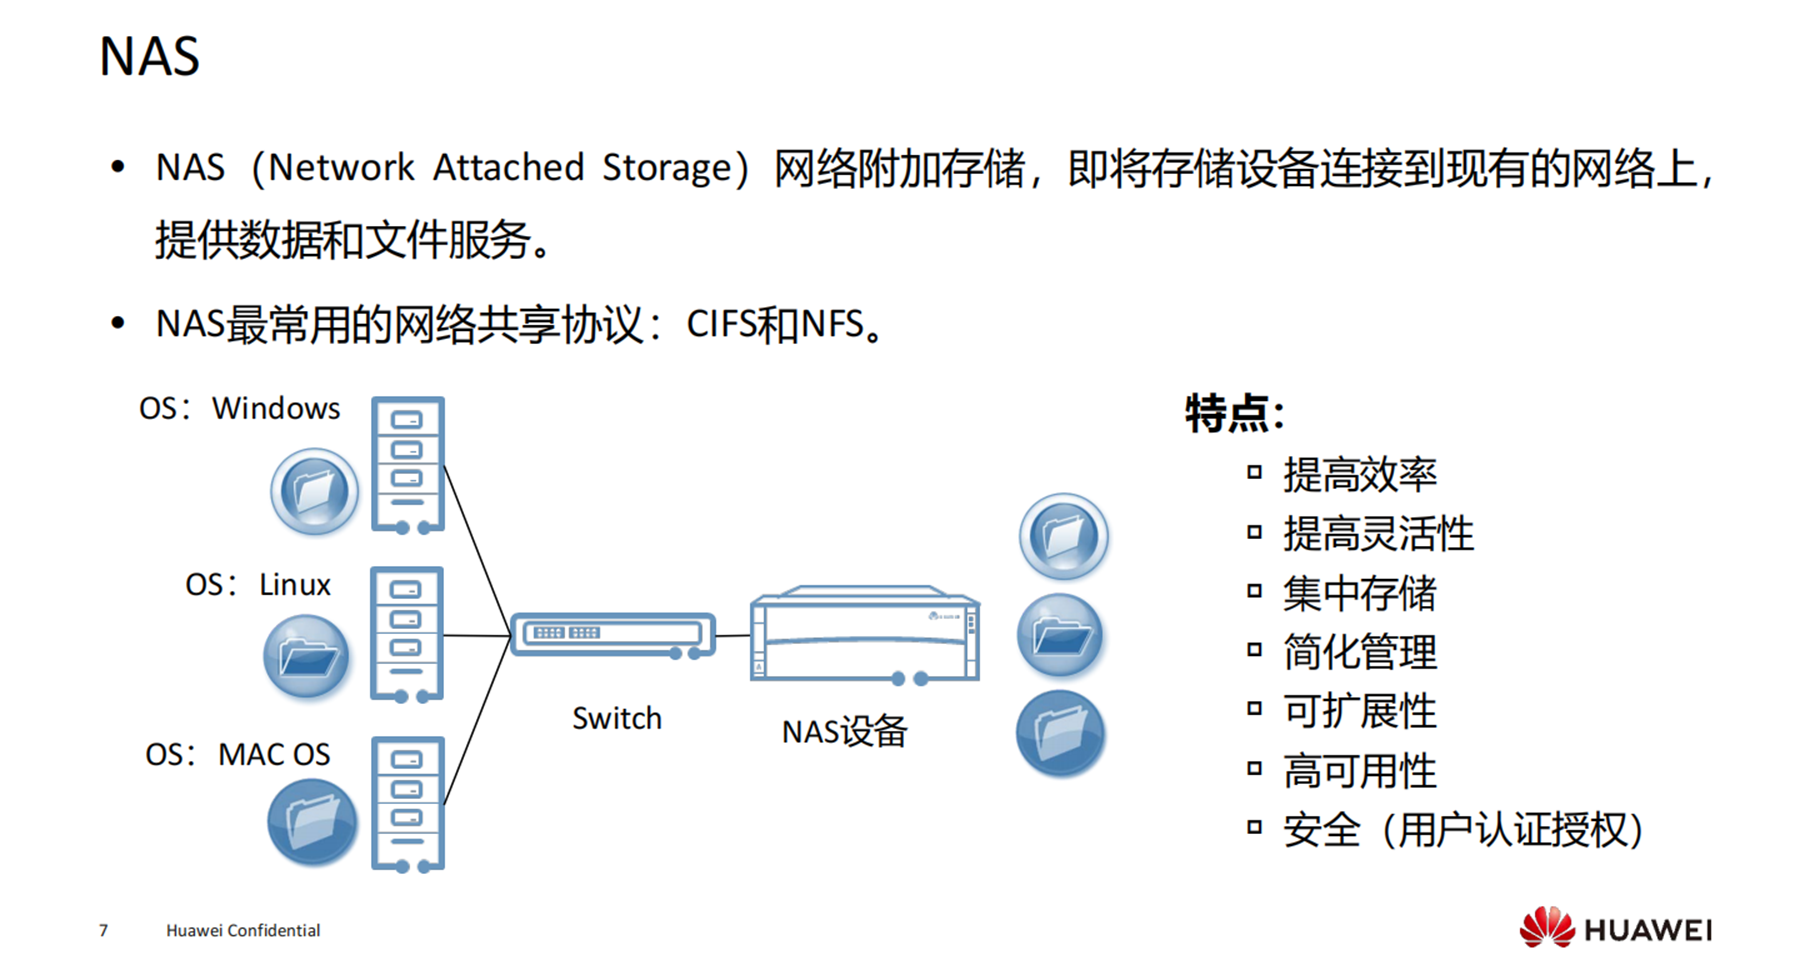 NAS
• NAS（Network Attached Storage）网络附加存储，即将存储设备连接到现有的网络上，
提供数据和文件服务。
• NAS最常用的网络共享协议：CIFS和NFS。
OS：Windows
OS：Linux
OS：MAC OS
Switch
NAS设备
特点：
提高效率
提高灵活性
集中存储
简化管理
可扩展性
高可用性
安全（用户认证授权）
7
Huawei Confidential
HUAWEI